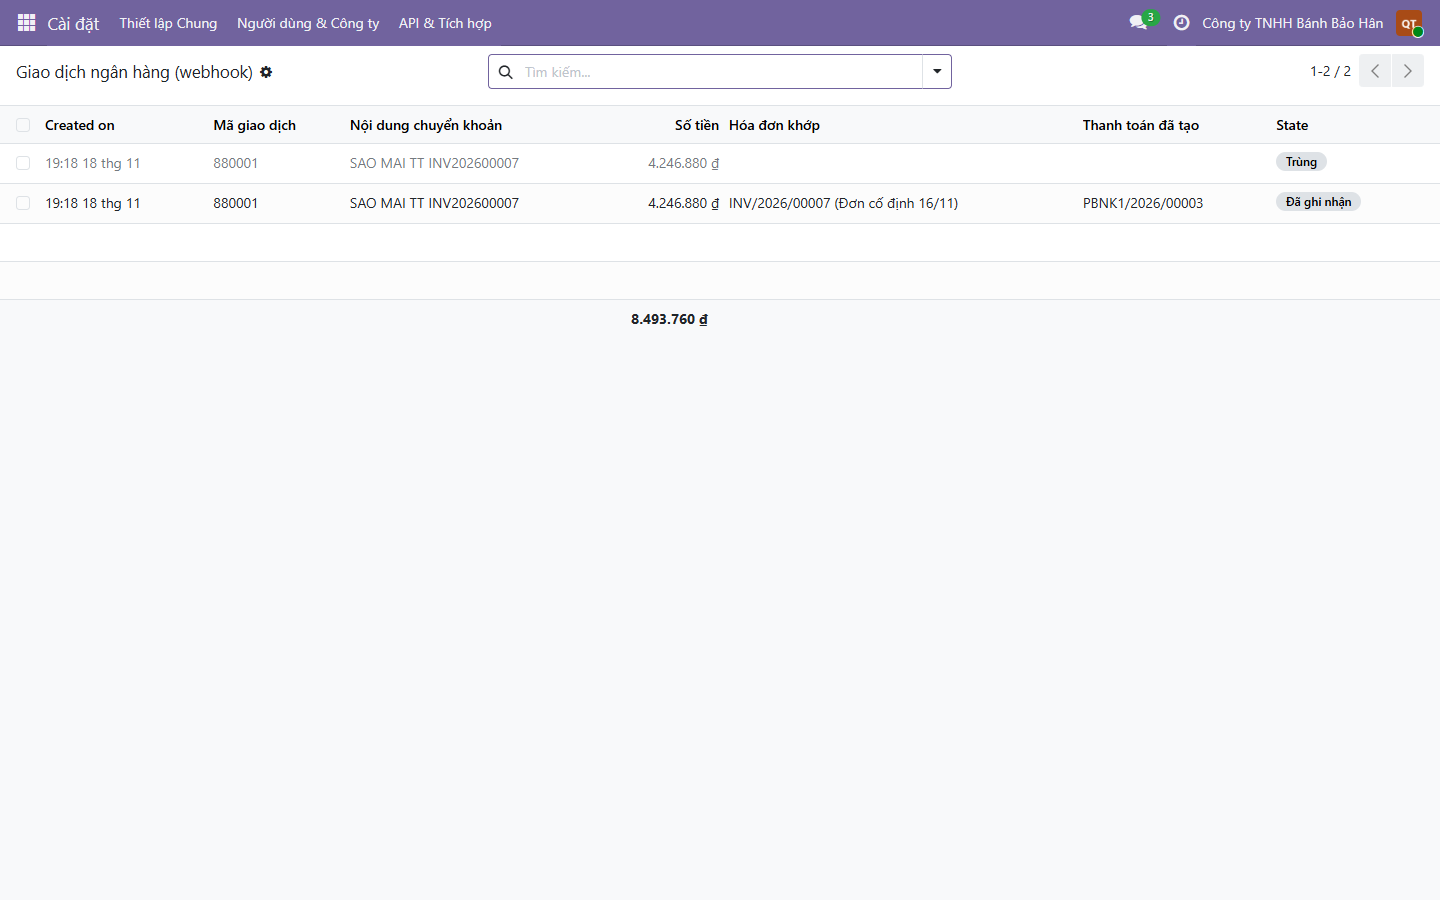 Cài đặt Thiết lập Chung Người dùng & Công ty API & Tích hợp 3 Công ty TNHH Bánh Bảo Hân QT
Giao dịch ngân hàng (webhook) Tìm kiếm... 1-2 / 2
Created on Mã giao dịch Nội dung chuyển khoản Số tiền Hóa đơn khớp Thanh toán đã tạo State
19:18 18 thg 11 880001 SAO MAI TT INV202600007 4.246.880 ₫ Trùng
19:18 18 thg 11 880001 SAO MAI TT INV202600007 4.246.880 ₫ INV/2026/00007 (Đơn cố định 16/11) PBNK1/2026/00003 Đã ghi nhận
8.493.760 ₫